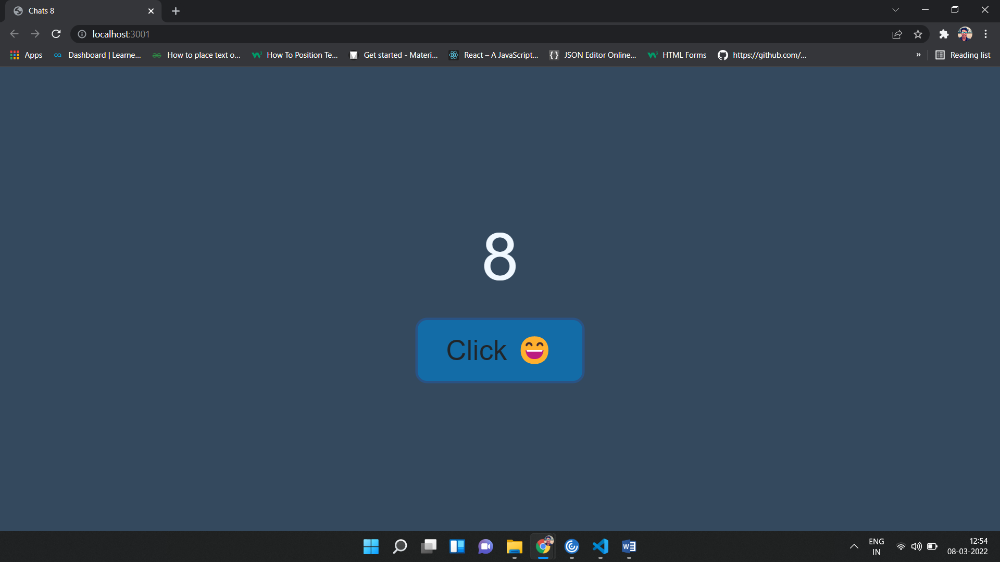 Chats 8
localhost:3001
Apps
Dashboard | Learne...
How to place text o...
How To Position Te...
Get started - Materi...
React – A JavaScript...
JSON Editor Online...
HTML Forms
https://github.com/...
»
Reading list
8
Click 😄
ENG
IN
12:54
08-03-2022